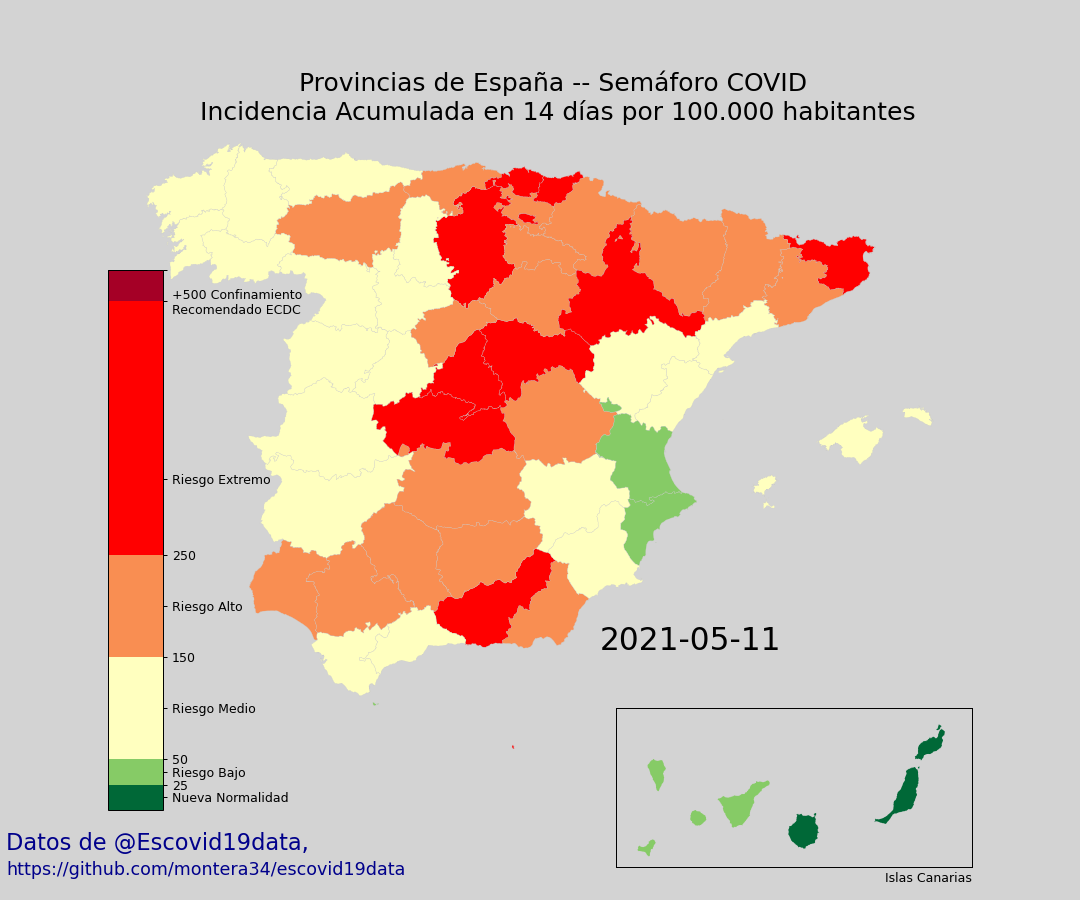 Provincias de España -- Semáforo COVID
Incidencia Acumulada en 14 días por 100.000 habitantes
+500 Confinamiento
Recomendado ECDC
Riesgo Extremo
250
Riesgo Alto
150
Riesgo Medio
50
Riesgo Bajo
25
Nueva Normalidad
2021-05-11
Islas Canarias
Datos de @Escovid19data,
https://github.com/montera34/escovid19data